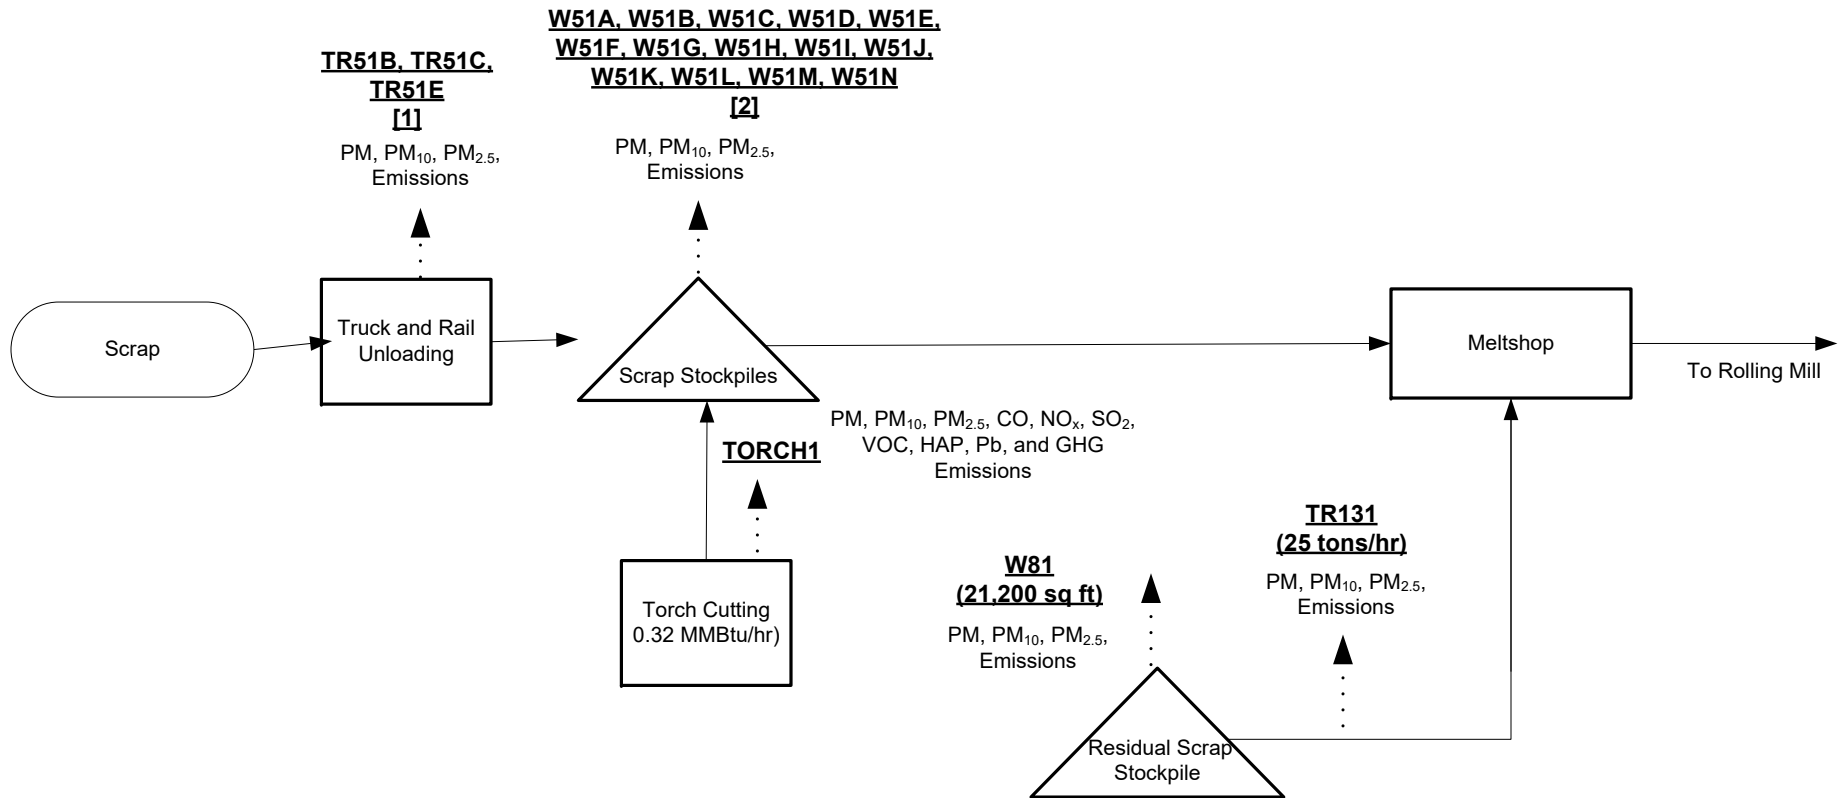 TR51B, TR51C,
TR51E
[1]
PM, PM10, PM2.5,
Emissions
W51A, W51B, W51C, W51D, W51E,
W51F, W51G, W51H, W51I, W51J,
W51K, W51L, W51M, W51N
[2]
PM, PM10, PM2.5,
Emissions
Scrap
Truck and Rail
Unloading
Scrap Stockpiles
Meltshop
To Rolling Mill
PM, PM10, PM2.5, CO, NOx, SO2,
VOC, HAP, Pb, and GHG
Emissions
TORCH1
Torch Cutting
0.32 MMBtu/hr)
W81
(21,200 sq ft)
PM, PM10, PM2.5,
Emissions
TR131
(25 tons/hr)
PM, PM10, PM2.5,
Emissions
Residual Scrap
Stockpile